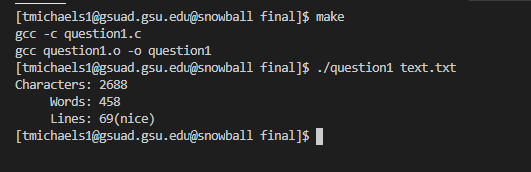 [tmichaels1@gsuad.gsu.edu@snowball final]$ make
gcc -c question1.c
gcc question1.o -o question1
[tmichaels1@gsuad.gsu.edu@snowball final]$ ./question1 text.txt
Characters: 2688
Words: 458
Lines: 69(nice)
[tmichaels1@gsuad.gsu.edu@snowball final]$